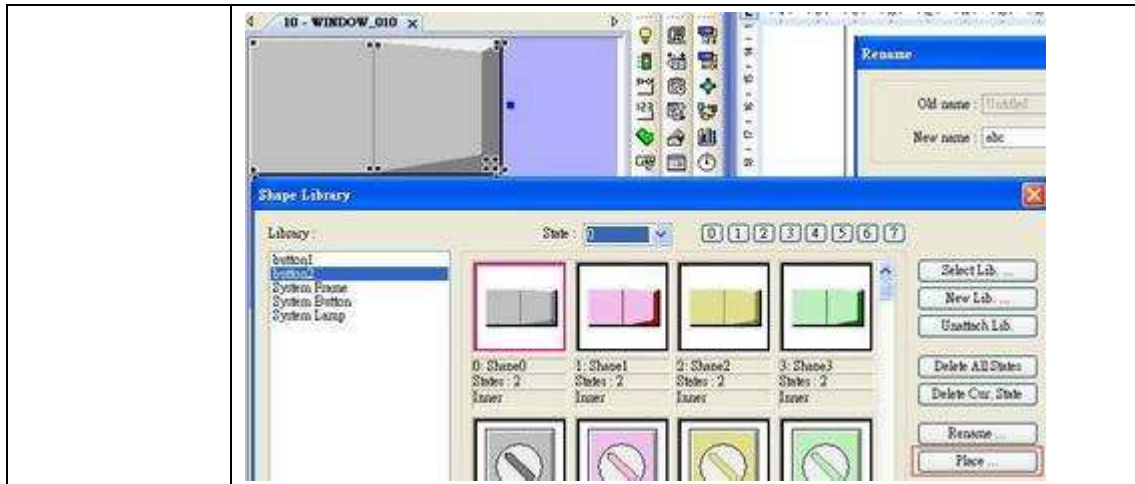 10 - WINDOW_010
Rename
Old name : Untitled
New name : abc
Shape Library
Library :
State : 0
0 1 2 3 4 5 6 7
button1
button2
System Frame
System Button
System Lamp
Select Lib. ...
New Lib. ...
Unattach Lib.
0: Shape0
1: Shape1
2: Shape2
3: Shape3
States : 2
States : 2
States : 2
States : 2
Inner
Inner
Inner
Inner
Delete All States
Delete Cur. State
Rename ...
Place ...